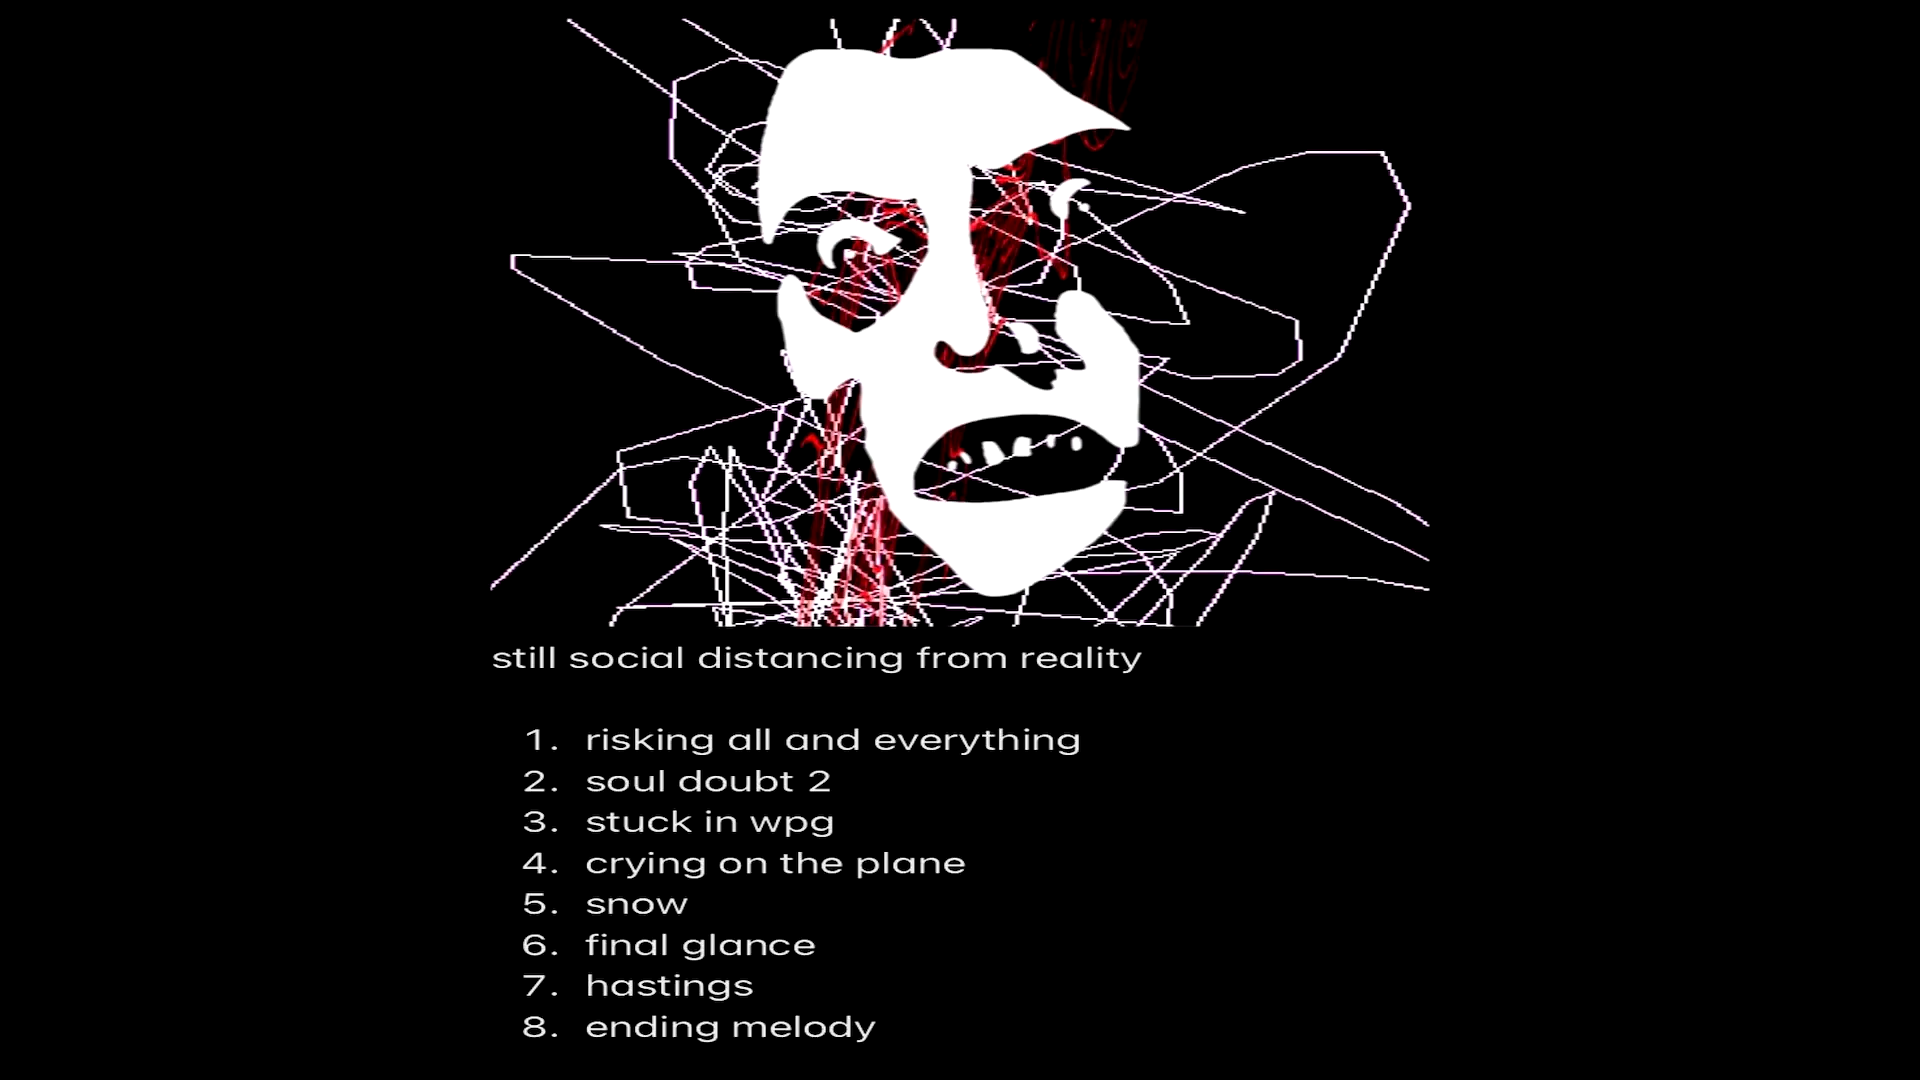 still social distancing from reality
1. risking all and everything
2. soul doubt 2
3. stuck in wpg
4. crying on the plane
5. snow
6. final glance
7. hastings
8. ending melody